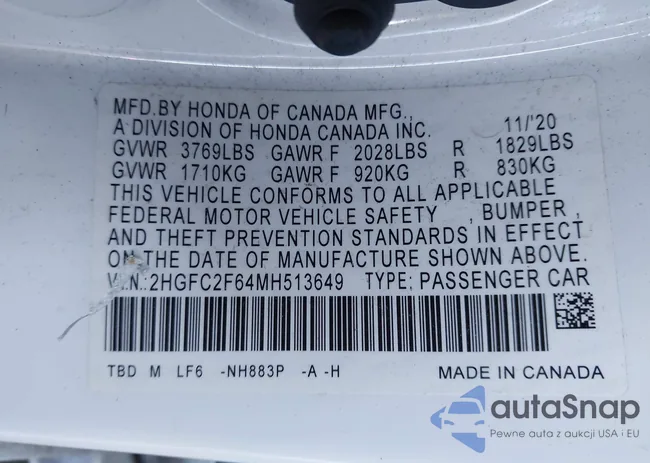 MFD.BY HONDA OF CANADA MFG.,
A DIVISION OF HONDA CANADA INC. 11/'20
GVWR 3769LBS GAWR F 2028LBS R 1829LBS
GVWR 1710KG GAWR F 920KG R 830KG
THIS VEHICLE CONFORMS TO ALL APPLICABLE
FEDERAL MOTOR VEHICLE SAFETY , BUMPER ,
AND THEFT PREVENTION STANDARDS IN EFFECT
ON THE DATE OF MANUFACTURE SHOWN ABOVE.
V.I.N.:2HGFC2F64MH513649 TYPE: PASSENGER CAR
TBD M LF6 -NH883P -A -H MADE IN CANADA
autaSnap
Pewne auta z aukcji USA i EU